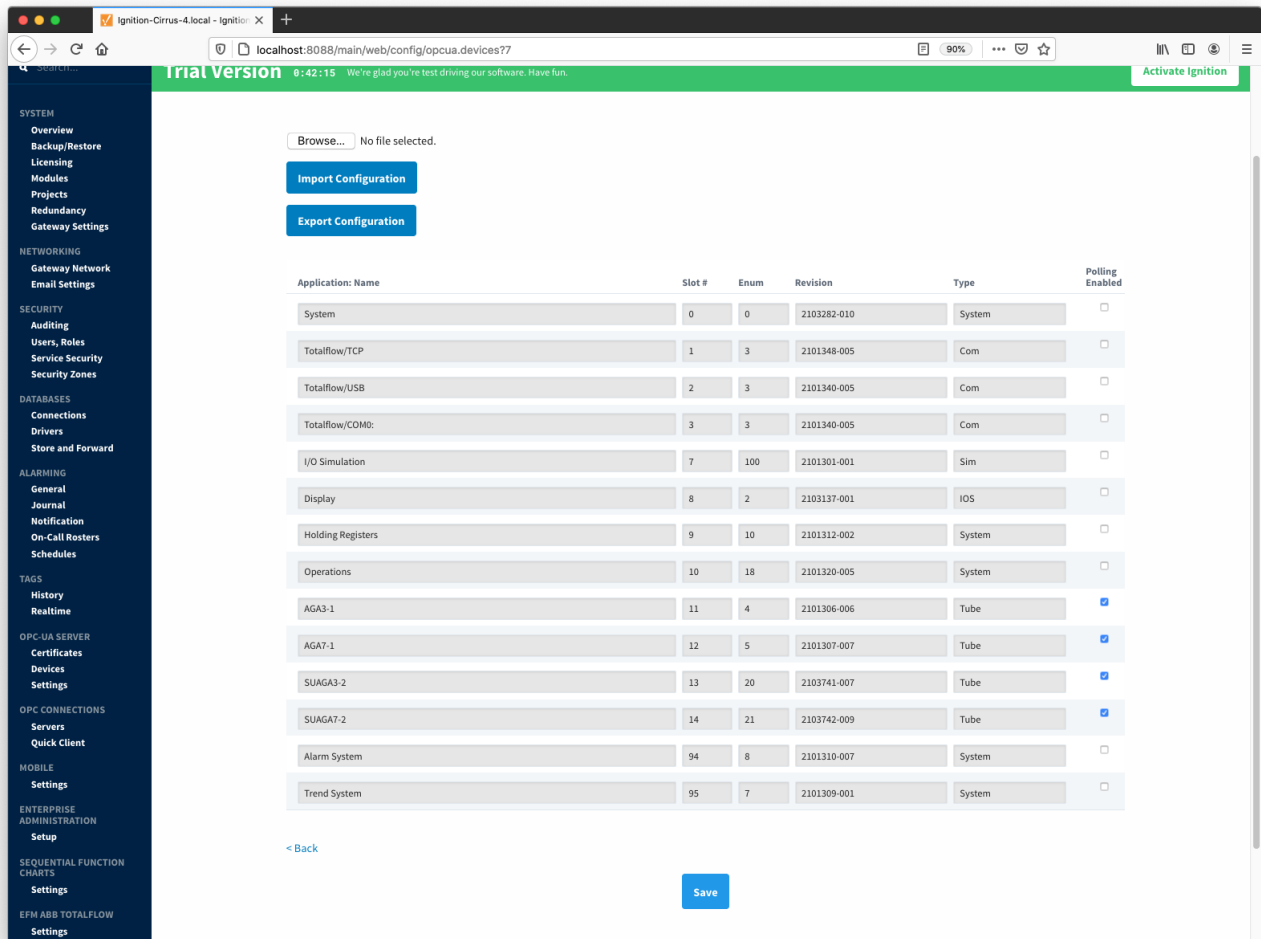 Ignition-Cirrus-4.local - Ignition
localhost:8088/main/web/config/opcua.devices?7
90%
Search...
Trial Version 0:42:15 We're glad you're test driving our software. Have fun.
Activate Ignition
SYSTEM
Overview
Backup/Restore
Licensing
Modules
Projects
Redundancy
Gateway Settings
NETWORKING
Gateway Network
Email Settings
SECURITY
Auditing
Users, Roles
Service Security
Security Zones
DATABASES
Connections
Drivers
Store and Forward
ALARMING
General
Journal
Notification
On-Call Rosters
Schedules
TAGS
History
Realtime
OPC-UA SERVER
Certificates
Devices
Settings
OPC CONNECTIONS
Servers
Quick Client
MOBILE
Settings
ENTERPRISE
ADMINISTRATION
Setup
SEQUENTIAL FUNCTION
CHARTS
Settings
EFM ABB TOTALFLOW
Settings
Browse... No file selected.
Import Configuration
Export Configuration
Application: Name Slot # Enum Revision Type Polling Enabled
System 0 0 2103282-010 System
Totalflow/TCP 1 3 2101348-005 Com
Totalflow/USB 2 3 2101340-005 Com
Totalflow/COM0: 3 3 2101340-005 Com
I/O Simulation 7 100 2101301-001 Sim
Display 8 2 2103137-001 IOS
Holding Registers 9 10 2101312-002 System
Operations 10 18 2101320-005 System
AGA3-1 11 4 2101306-006 Tube
AGA7-1 12 5 2101307-007 Tube
SUAGA3-2 13 20 2103741-007 Tube
SUAGA7-2 14 21 2103742-009 Tube
Alarm System 94 8 2101310-007 System
Trend System 95 7 2101309-001 System
< Back
Save